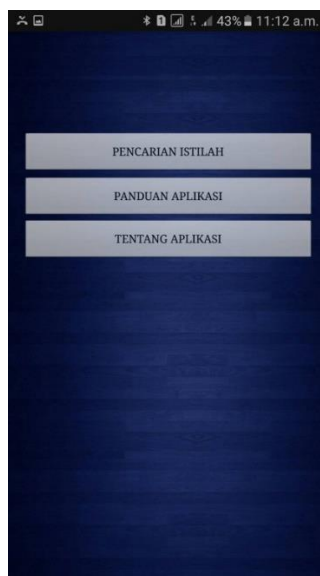 43% 11:12 a.m.
PENCARIAN ISTILAH
PANDUAN APLIKASI
TENTANG APLIKASI